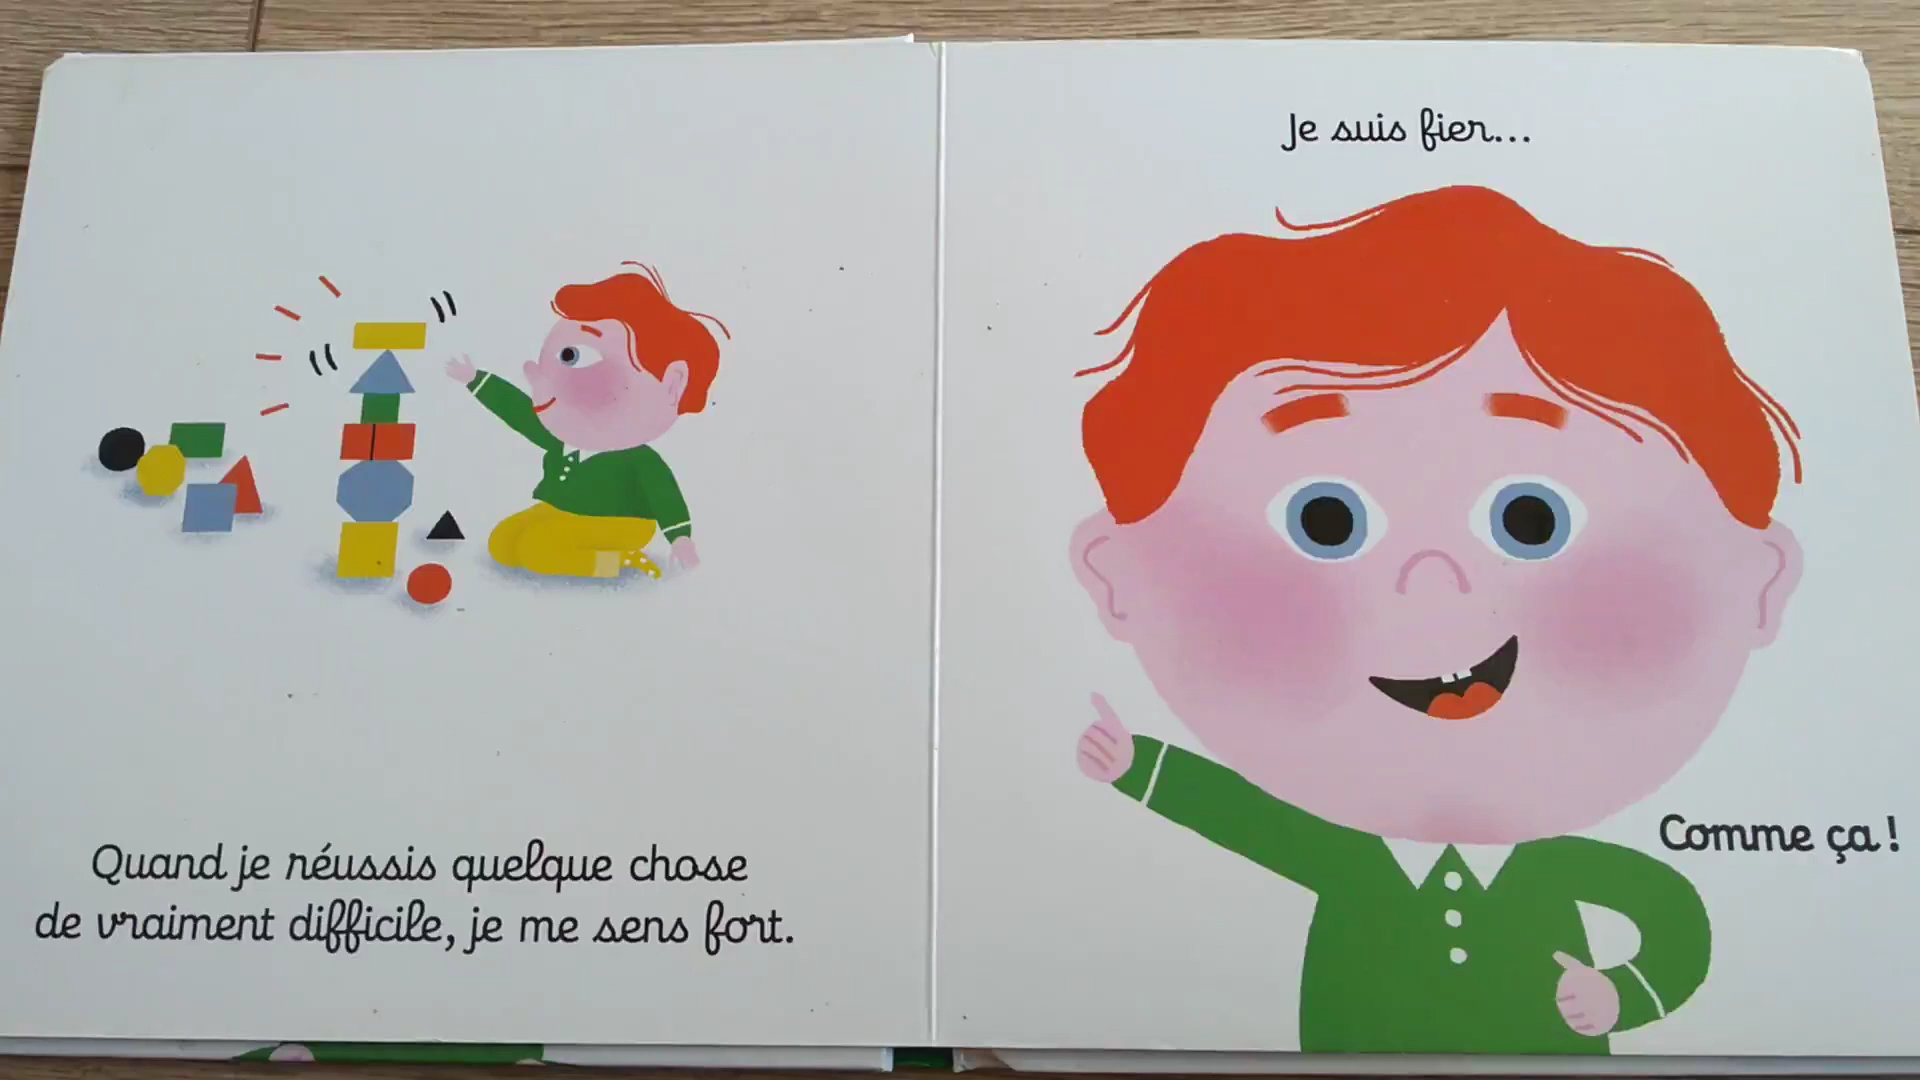 Quand je réussis quelque chose
de vraiment difficile, je me sens fort.
Je suis fier...
Comme ça !